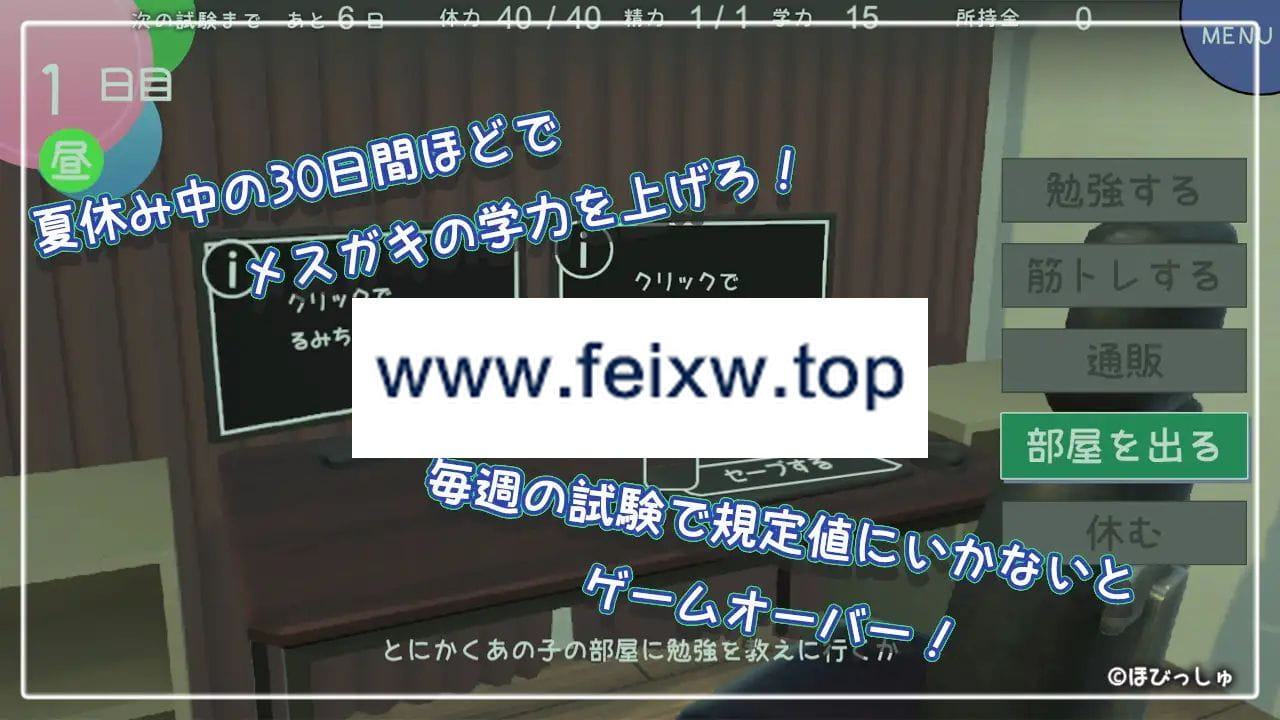 次の試験まで あと 6 日 体力 40 / 40 精力 1 / 1 学力 15 所持金 0
MENU
1 日目
昼
夏休み中の30日間ほどで
メスガキの学力を上げろ！
クリックで
るみち
クリックで
www.feixw.top
セーブする
勉強する
筋トレする
通販
部屋を出る
休む
毎週の試験で規定値にいかないと
ゲームオーバー！
とにかくあの子の部屋に勉強を教えに行くか
©ほびっしゅ